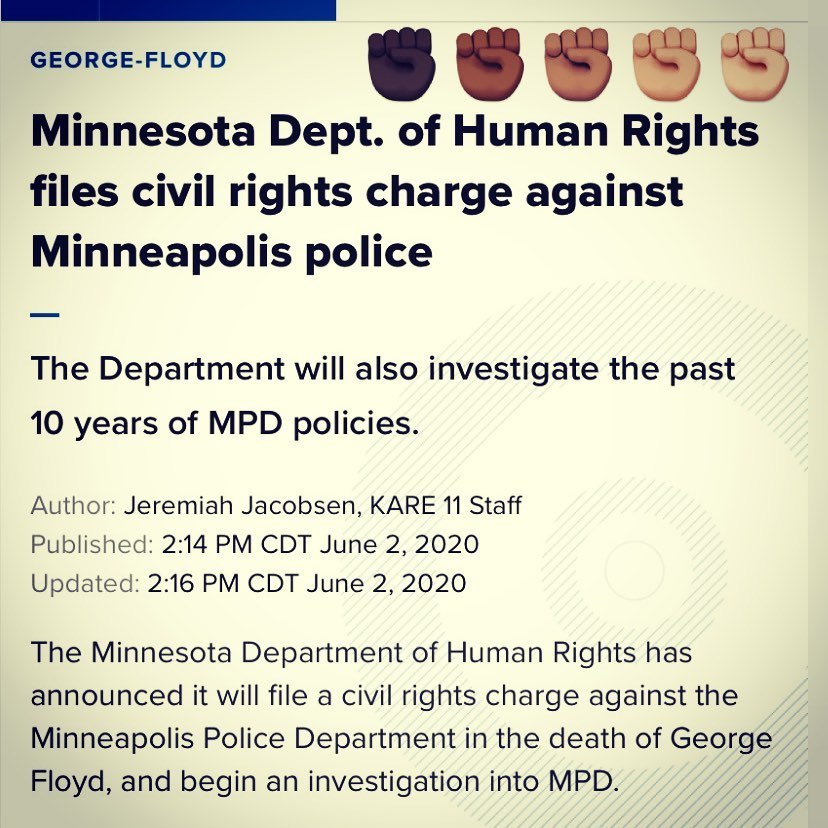 GEORGE-FLOYD
Minnesota Dept. of Human Rights
files civil rights charge against
Minneapolis police
The Department will also investigate the past
10 years of MPD policies.
Author: Jeremiah Jacobsen, KARE 11 Staff
Published: 2:14 PM CDT June 2, 2020
Updated: 2:16 PM CDT June 2, 2020
The Minnesota Department of Human Rights has
announced it will file a civil rights charge against the
Minneapolis Police Department in the death of George
Floyd, and begin an investigation into MPD.